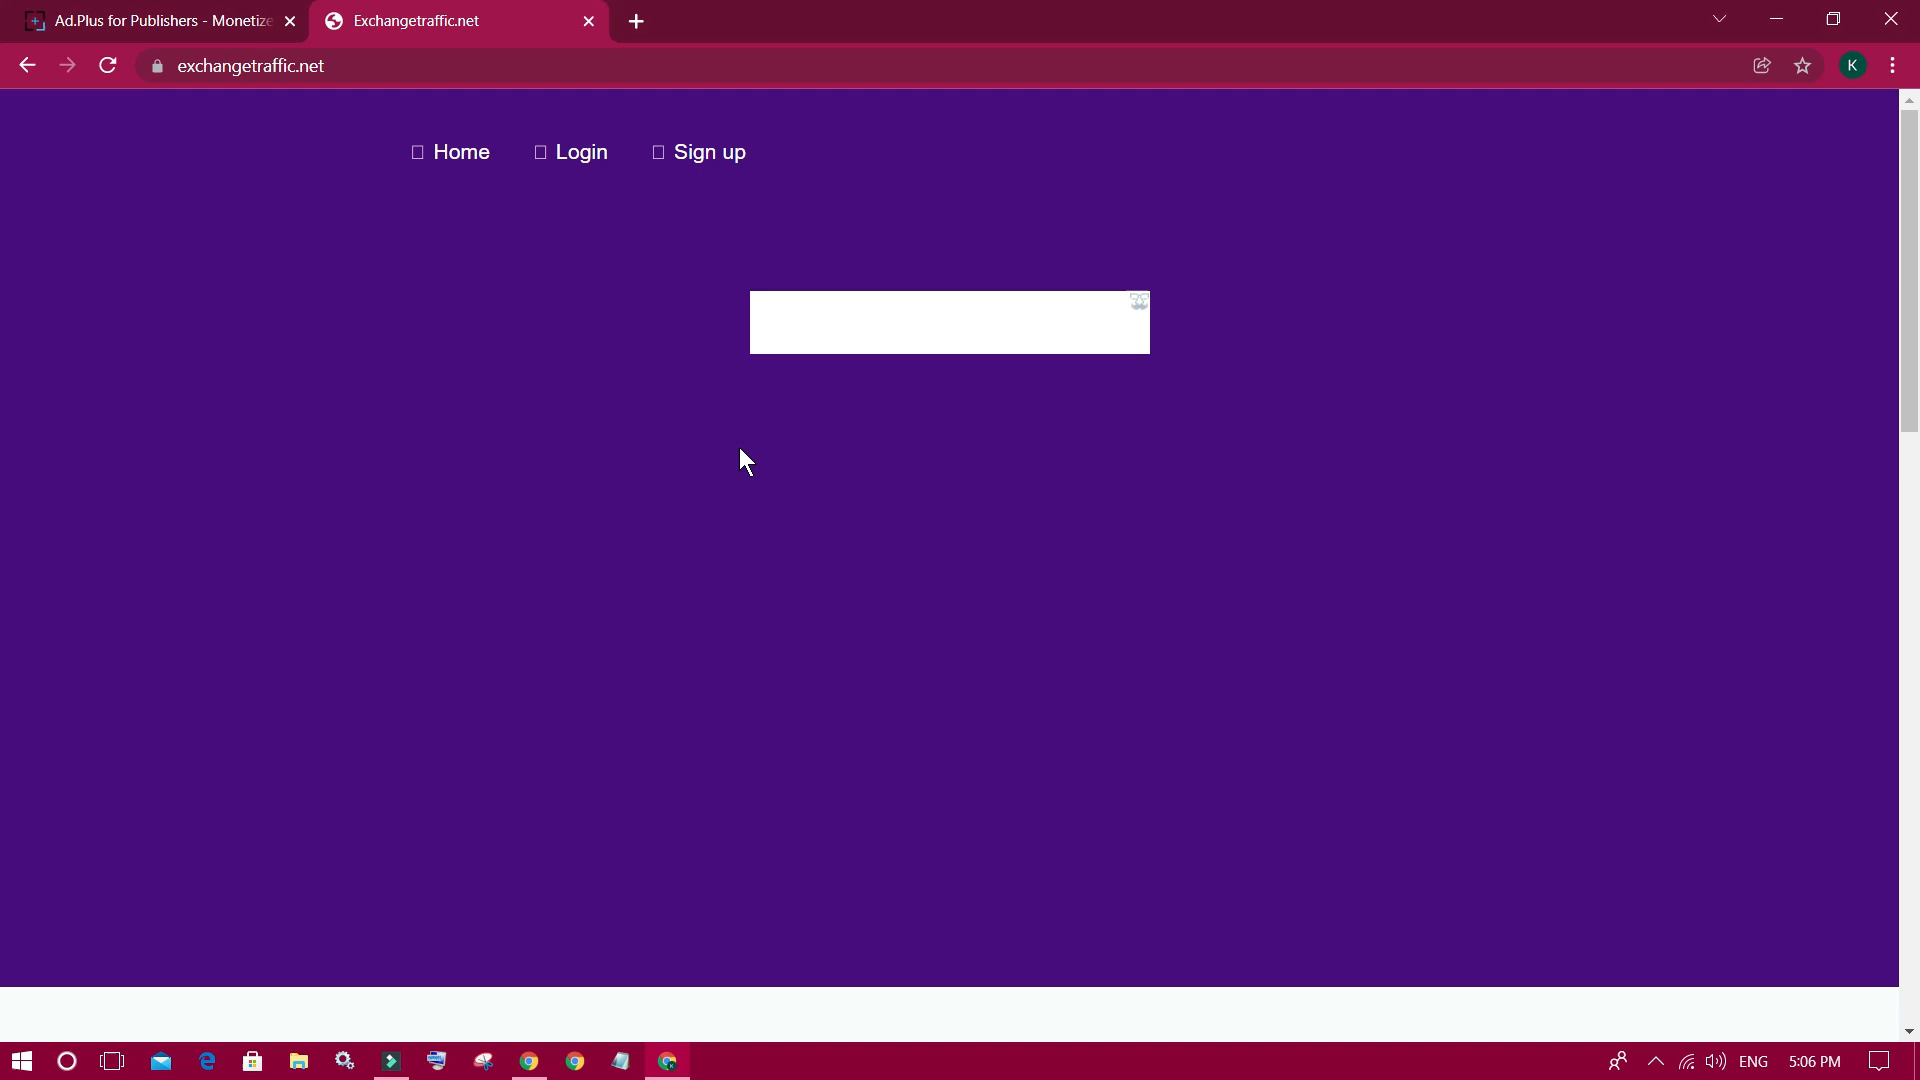 Ad.Plus for Publishers - Monetize
Exchangetraffic.net
exchangetraffic.net
K
Home
Login
Sign up
ENG
5:06 PM